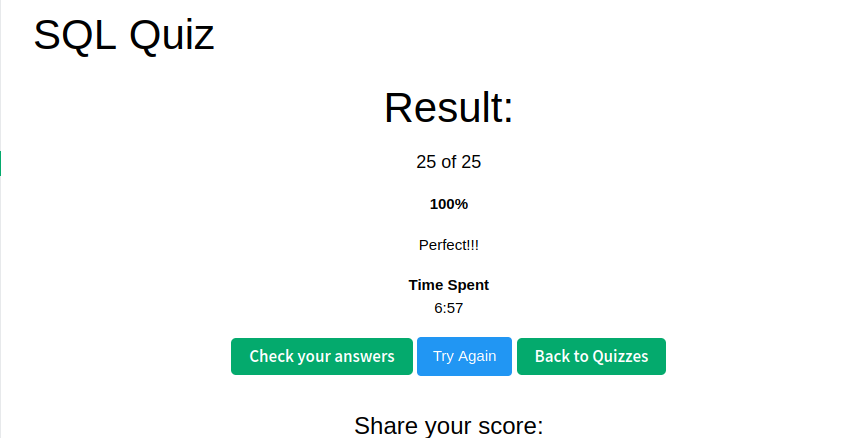 SQL Quiz
Result:
25 of 25
100%
Perfect!!!
Time Spent
6:57
Check your answers Try Again Back to Quizzes
Share your score: